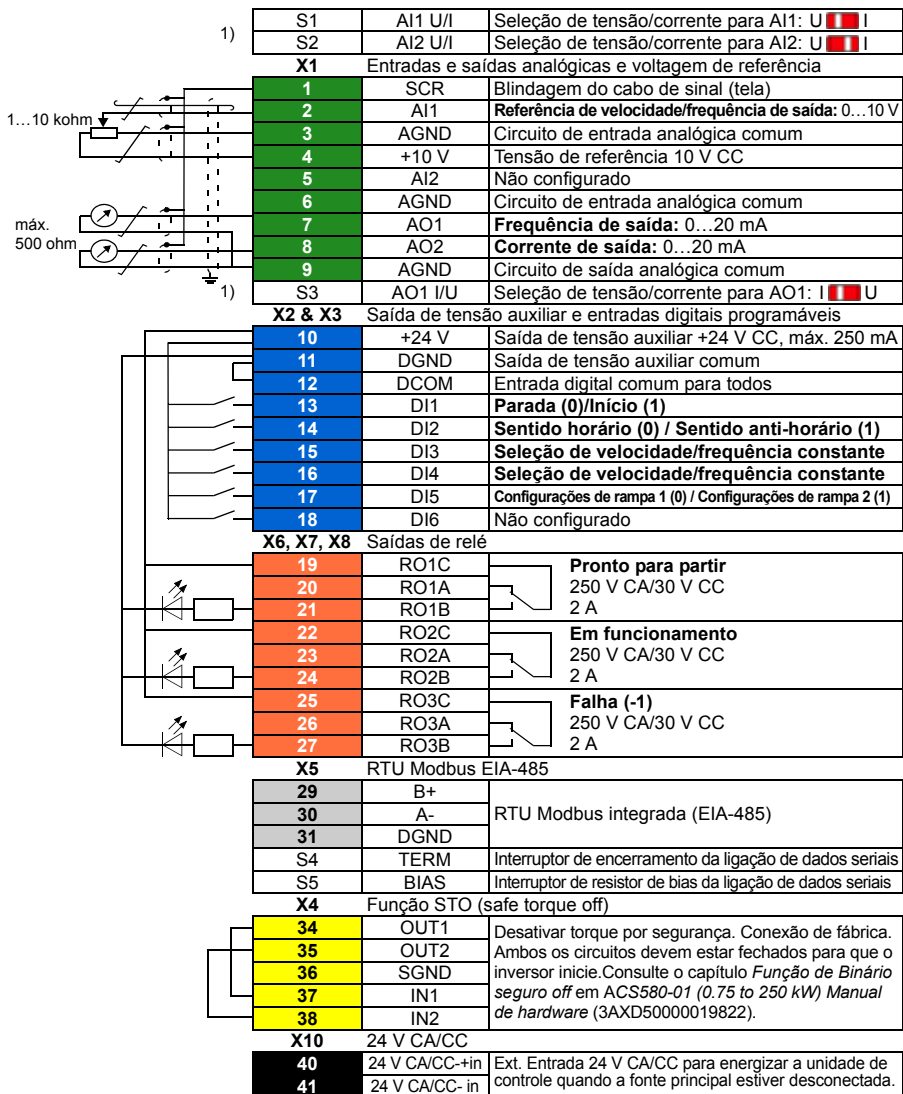 1) S1 AI1 U/I Seleção de tensão/corrente para AI1: U I
S2 AI2 U/I Seleção de tensão/corrente para AI2: U I
X1 Entradas e saídas analógicas e voltagem de referência
1 SCR Blindagem do cabo de sinal (tela)
1…10 kohm 2 AI1 Referência de velocidade/frequência de saída: 0…10 V
3 AGND Circuito de entrada analógica comum
4 +10 V Tensão de referência 10 V CC
5 AI2 Não configurado
6 AGND Circuito de entrada analógica comum
máx. 7 AO1 Frequência de saída: 0…20 mA
500 ohm 8 AO2 Corrente de saída: 0…20 mA
9 AGND Circuito de saída analógica comum
1) S3 AO1 I/U Seleção de tensão/corrente para AO1: I U
X2 & X3 Saída de tensão auxiliar e entradas digitais programáveis
10 +24 V Saída de tensão auxiliar +24 V CC, máx. 250 mA
11 DGND Saída de tensão auxiliar comum
12 DCOM Entrada digital comum para todos
13 DI1 Parada (0)/Início (1)
14 DI2 Sentido horário (0) / Sentido anti-horário (1)
15 DI3 Seleção de velocidade/frequência constante
16 DI4 Seleção de velocidade/frequência constante
17 DI5 Configurações de rampa 1 (0) / Configurações de rampa 2 (1)
18 DI6 Não configurado
X6, X7, X8 Saídas de relé
19 RO1C Pronto para partir
20 RO1A 250 V CA/30 V CC
21 RO1B 2 A
22 RO2C Em funcionamento
23 RO2A 250 V CA/30 V CC
24 RO2B 2 A
25 RO3C Falha (-1)
26 RO3A 250 V CA/30 V CC
27 RO3B 2 A
X5 RTU Modbus EIA-485
29 B+
30 A- RTU Modbus integrada (EIA-485)
31 DGND
S4 TERM Interruptor de encerramento da ligação de dados seriais
S5 BIAS Interruptor de resistor de bias da ligação de dados seriais
X4 Função STO (safe torque off)
34 OUT1 Desativar torque por segurança. Conexão de fábrica.
35 OUT2 Ambos os circuitos devem estar fechados para que o
36 SGND inversor inicie.Consulte o capítulo Função de Binário
37 IN1 seguro off em ACS580-01 (0.75 to 250 kW) Manual
38 IN2 de hardware (3AXD50000019822).
X10 24 V CA/CC
40 24 V CA/CC-+in Ext. Entrada 24 V CA/CC para energizar a unidade de
41 24 V CA/CC- in controle quando a fonte principal estiver desconectada.